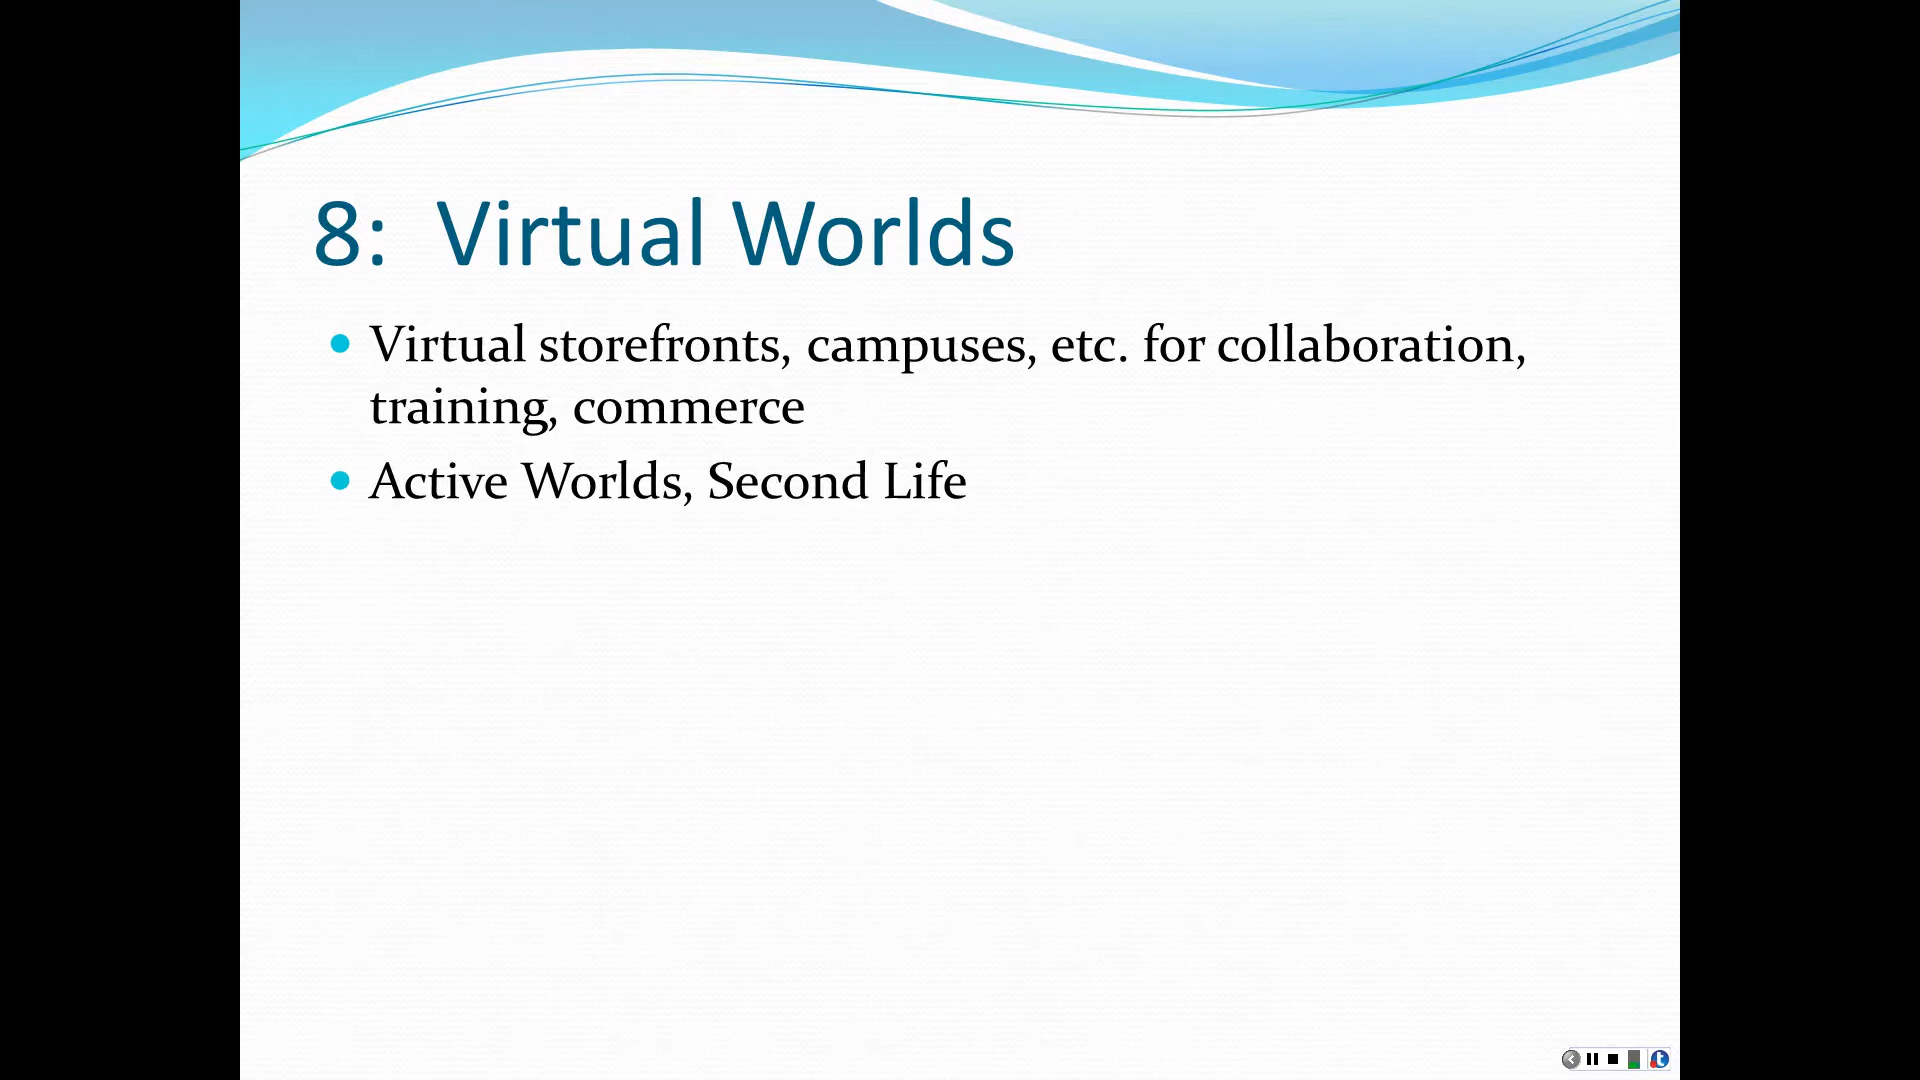 8: Virtual Worlds
• Virtual storefronts, campuses, etc. for collaboration,
training, commerce
• Active Worlds, Second Life